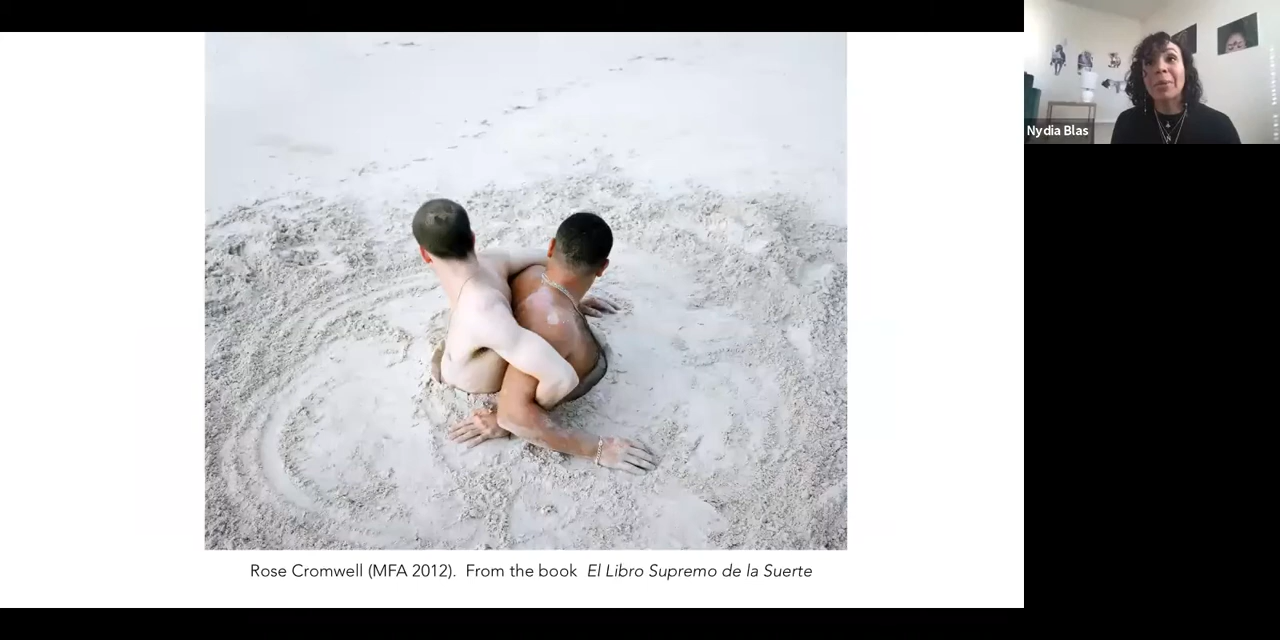 Nydia Blas
Rose Cromwell (MFA 2012). From the book El Libro Supremo de la Suerte